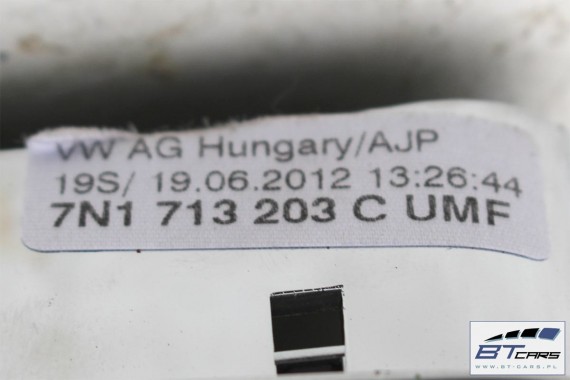 VW AG Hungary/AJP
19S/ 19.06.2012 13:26:44
7N1 713 203 C UMF
BT CARS
WWW.BT-CARS.PL